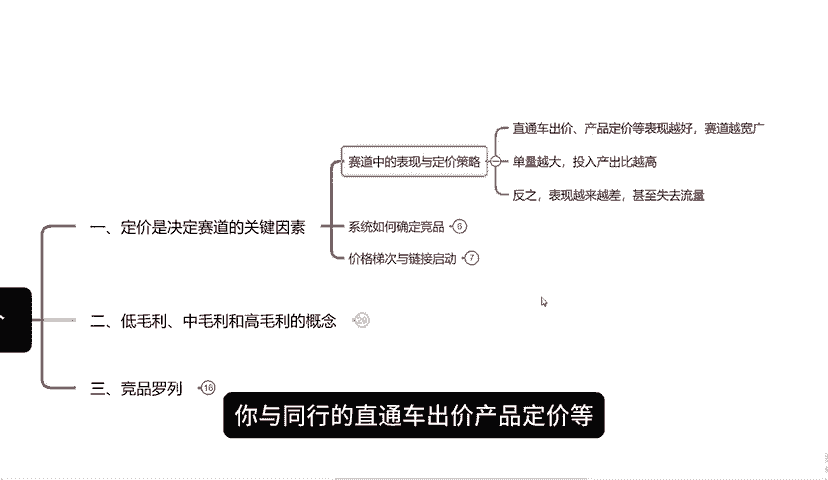 直通车出价、产品定价等表现越好，赛道越宽广
赛道中的表现与定价策略
单量越大，投入产出比越高
反之，表现越来越差，甚至失去流量
一、定价是决定赛道的关键因素
系统如何确定竞品 6
价格梯次与链接启动 7
二、低毛利、中毛利和高毛利的概念
三、竞品罗列 16
你与同行的直通车出价产品定价等